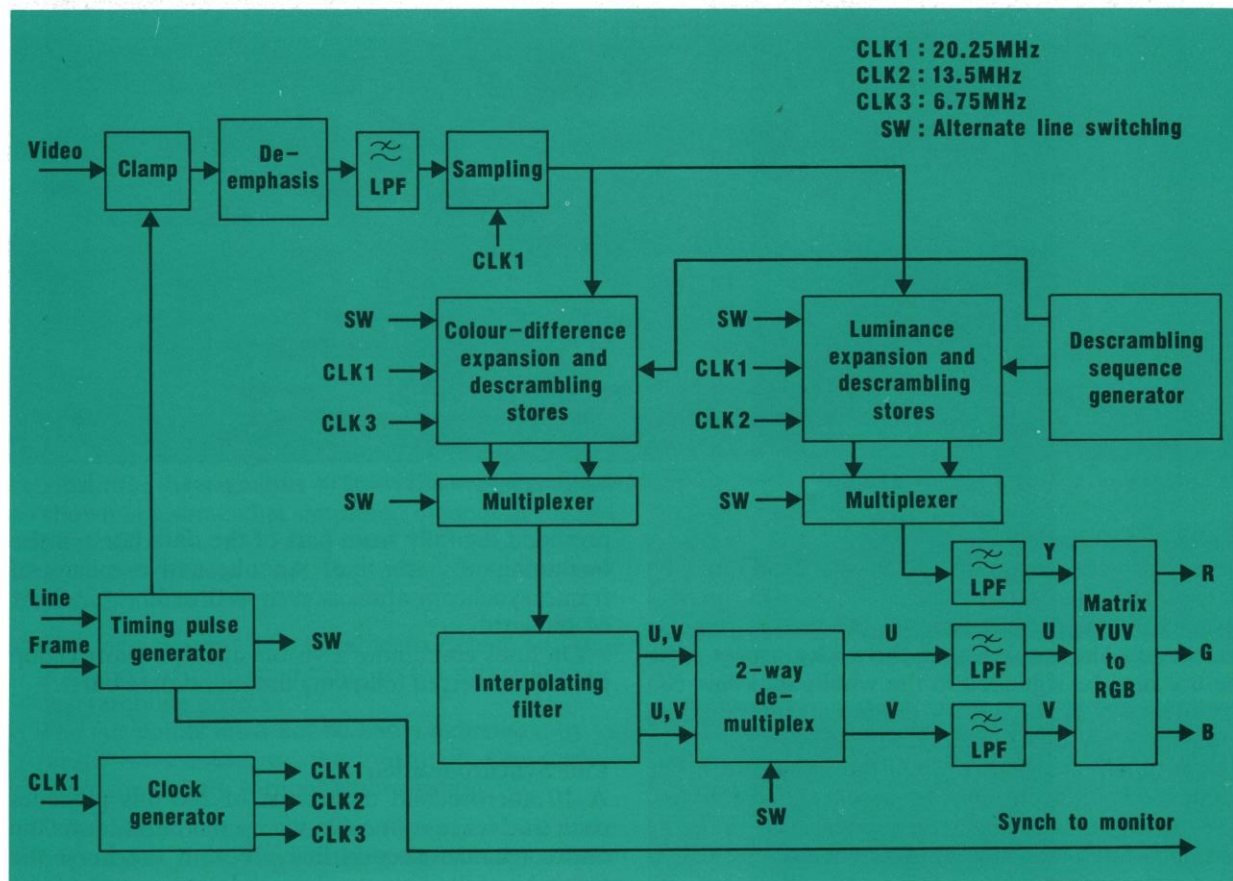 CLK1 : 20.25MHz
CLK2 : 13.5MHz
CLK3 : 6.75MHz
SW : Alternate line switching
Video
Clamp
De-
emphasis
LPF
Sampling
CLK1
SW
CLK1
CLK3
Colour-difference
expansion and
descrambling
stores
SW
CLK1
CLK2
Luminance
expansion and
descrambling
stores
Descrambling
sequence
generator
SW
Multiplexer
SW
Multiplexer
Line
Frame
Timing pulse
generator
SW
Interpolating
filter
U,V
U,V
2-way
de-
multiplex
SW
U
V
LPF
Y
LPF
U
LPF
V
Matrix
YUV
to
RGB
R
G
B
CLK1
Clock
generator
CLK1
CLK2
CLK3
Synch to monitor